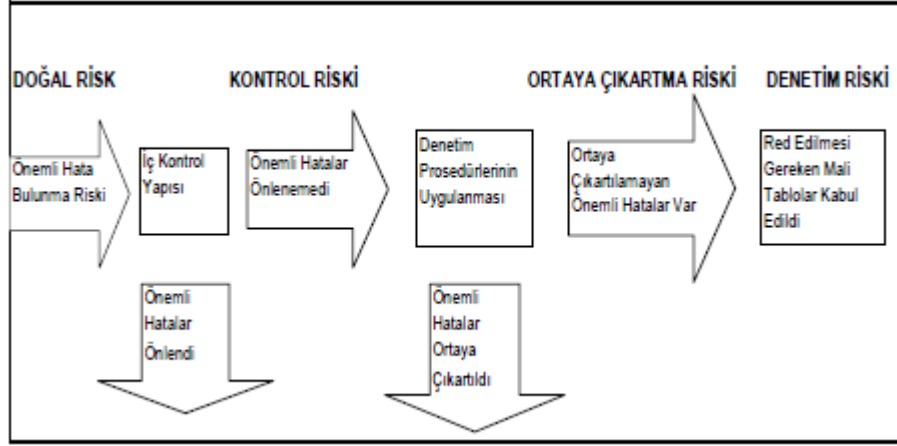 DOĞAL RİSK
KONTROL RİSKİ
ORTAYA ÇIKARTMA RİSKİ
DENETİM RİSKİ
Önemli Hata
Bulunma Riski
İç Kontrol
Yapısı
Önemli Hatalar
Önlenemedi
Denetim
Prosedürlerinin
Uygulanması
Ortaya
Çıkartılamayan
Önemli Hatalar Var
Red Edilmesi
Gereken Mali
Tablolar Kabul
Edildi
Önemli
Hatalar
Önlendi
Önemli
Hatalar
Ortaya
Çıkartıldı